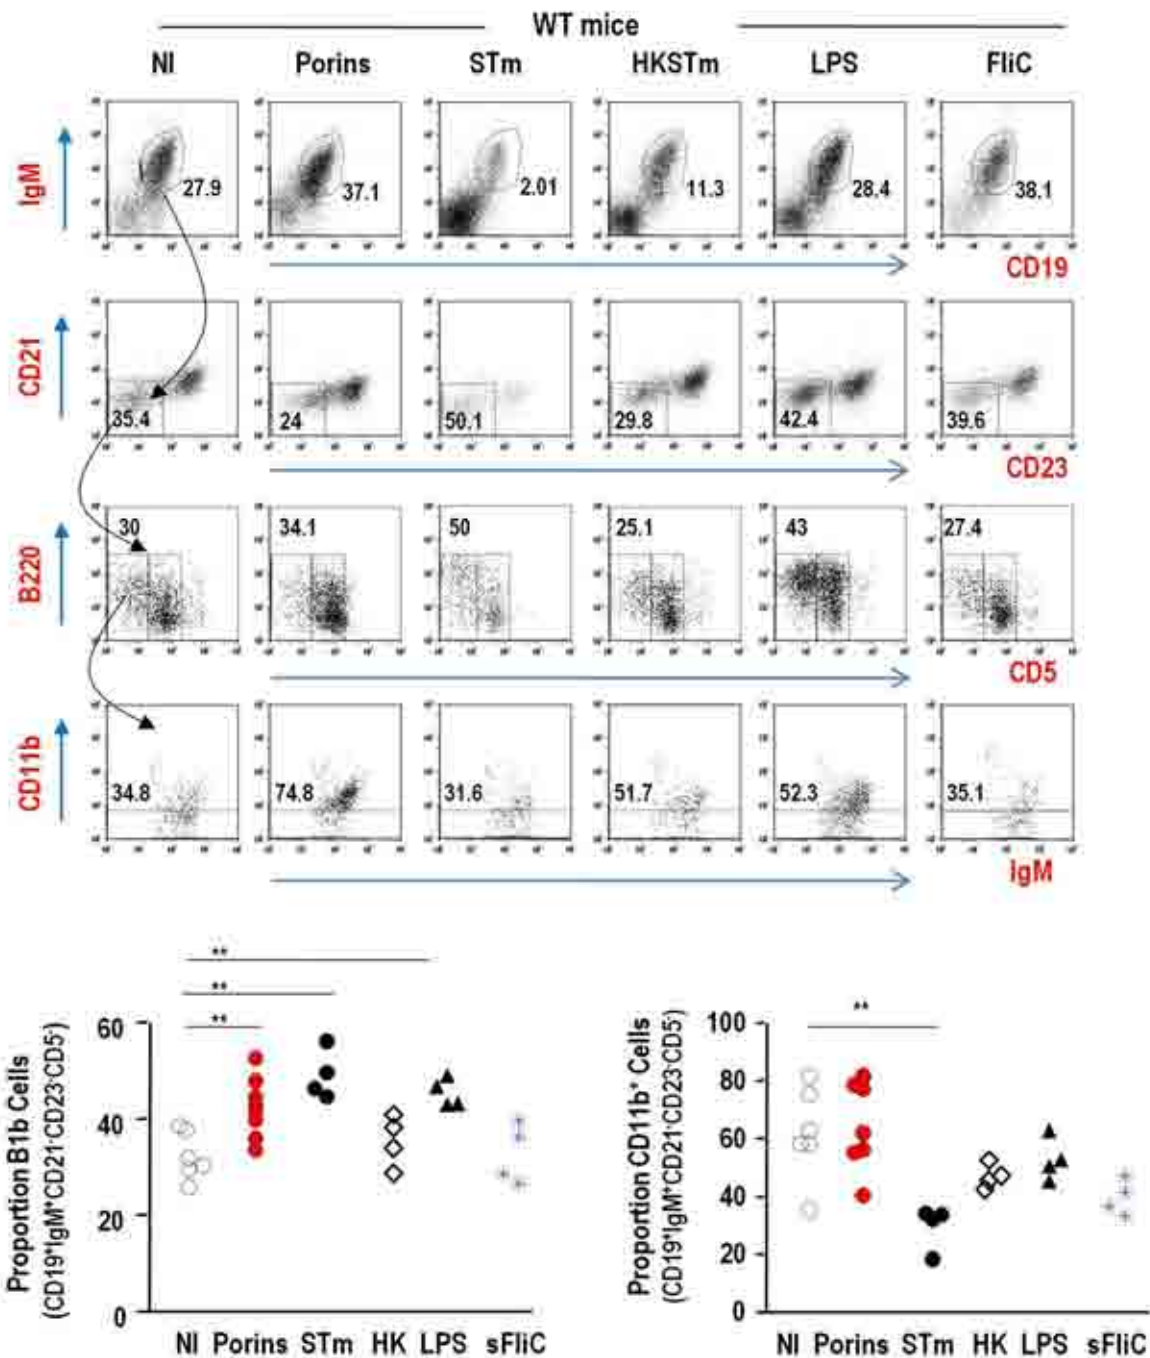 WT mice
NI Porins STm HKSTm LPS FliC
IgM
27.9 37.1 2.01 11.3 28.4 38.1
CD19
CD21
35.4 24 50.1 29.8 42.4 39.6
CD23
B220
30 34.1 50 25.1 43 27.4
CD5
CD11b
34.8 74.8 31.6 51.7 52.3 35.1
IgM
**
**
**
Proportion B1b Cells
(CD19⁺IgM⁺CD21⁻CD23⁻CD5⁻)
60
40
20
0
NI Porins STm HK LPS sFliC
**
Proportion CD11b⁺ Cells
(CD19⁺IgM⁺CD21⁻CD23⁻CD5⁻)
100
80
60
40
20
0
NI Porins STm HK LPS sFliC